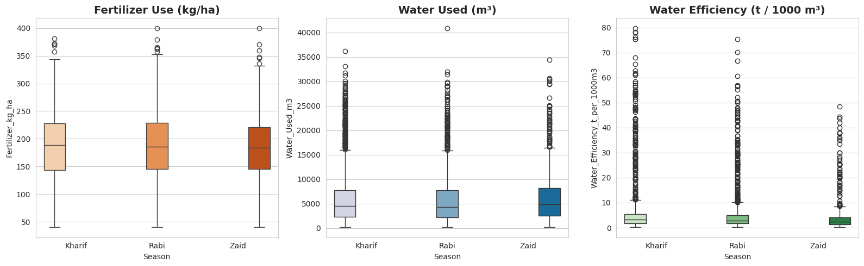 Fertilizer Use (kg/ha)
Fertilizer_kg_ha
400
350
300
250
200
150
100
50
Kharif
Rabi
Zaid
Season
Water Used (m³)
Water_Used_m3
40000
35000
30000
25000
20000
15000
10000
5000
0
Kharif
Rabi
Zaid
Season
Water Efficiency (t / 1000 m³)
Water_Efficiency_t_per_1000m3
80
70
60
50
40
30
20
10
0
Kharif
Rabi
Zaid
Season